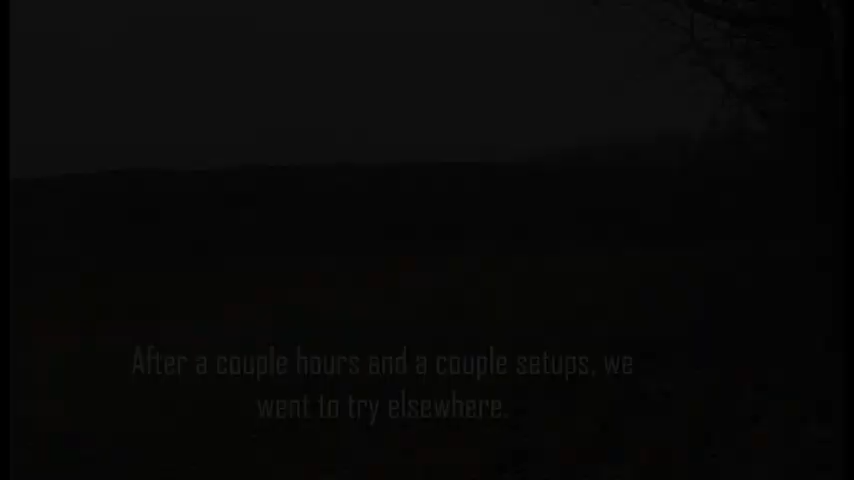 After a couple hours and a couple setups, we
went to try elsewhere.